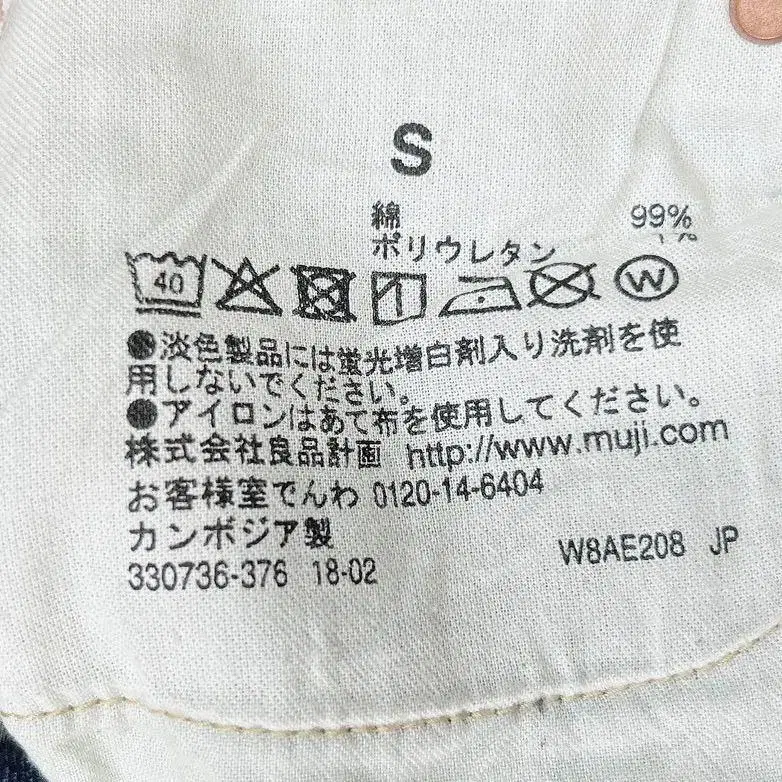 S
綿 99%
ポリウレタン 1%
40
W
●淡色製品には蛍光増白剤入り洗剤を使
用しないでください。
●アイロンはあて布を使用してください。
株式会社良品計画 http://www.muji.com
お客様室でんわ 0120-14-6404
カンボジア製
330736-376 18-02 W8AE208 JP